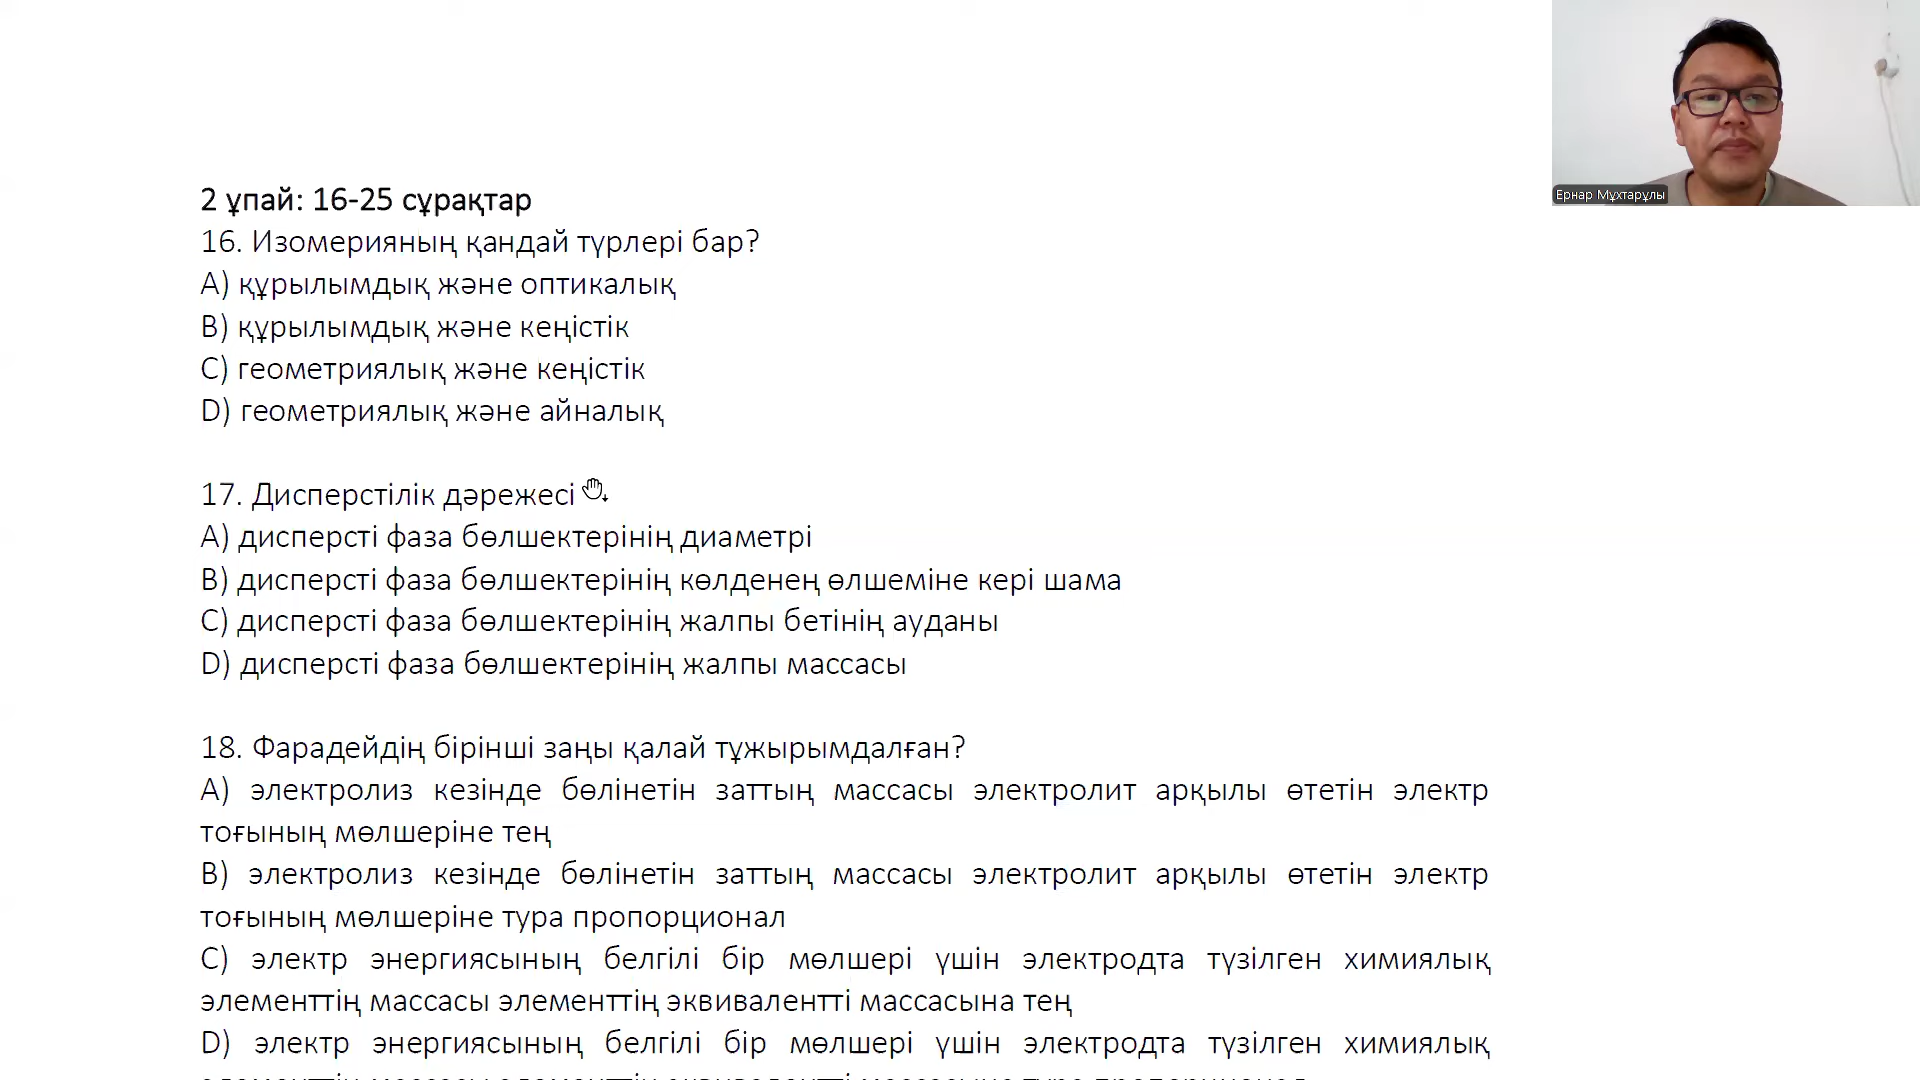 Ернар Мұхтарұлы
2 ұпай: 16-25 сұрақтар
16. Изомерияның қандай түрлері бар?
A) құрылымдық және оптикалық
B) құрылымдық және кеңістік
C) геометриялық және кеңістік
D) геометриялық және айналық
17. Дисперстілік дәрежесі
A) дисперсті фаза бөлшектерінің диаметрі
B) дисперсті фаза бөлшектерінің көлденең өлшеміне кері шама
C) дисперсті фаза бөлшектерінің жалпы бетінің ауданы
D) дисперсті фаза бөлшектерінің жалпы массасы
18. Фарадейдің бірінші заңы қалай тұжырымдалған?
A) электролиз кезінде бөлінетін заттың массасы электролит арқылы өтетін электр
тоғының мөлшеріне тең
B) электролиз кезінде бөлінетін заттың массасы электролит арқылы өтетін электр
тоғының мөлшеріне тура пропорционал
C) электр энергиясының белгілі бір мөлшері үшін электродта түзілген химиялық
элементтің массасы элементтің эквивалентті массасына тең
D) электр энергиясының белгілі бір мөлшері үшін электродта түзілген химиялық